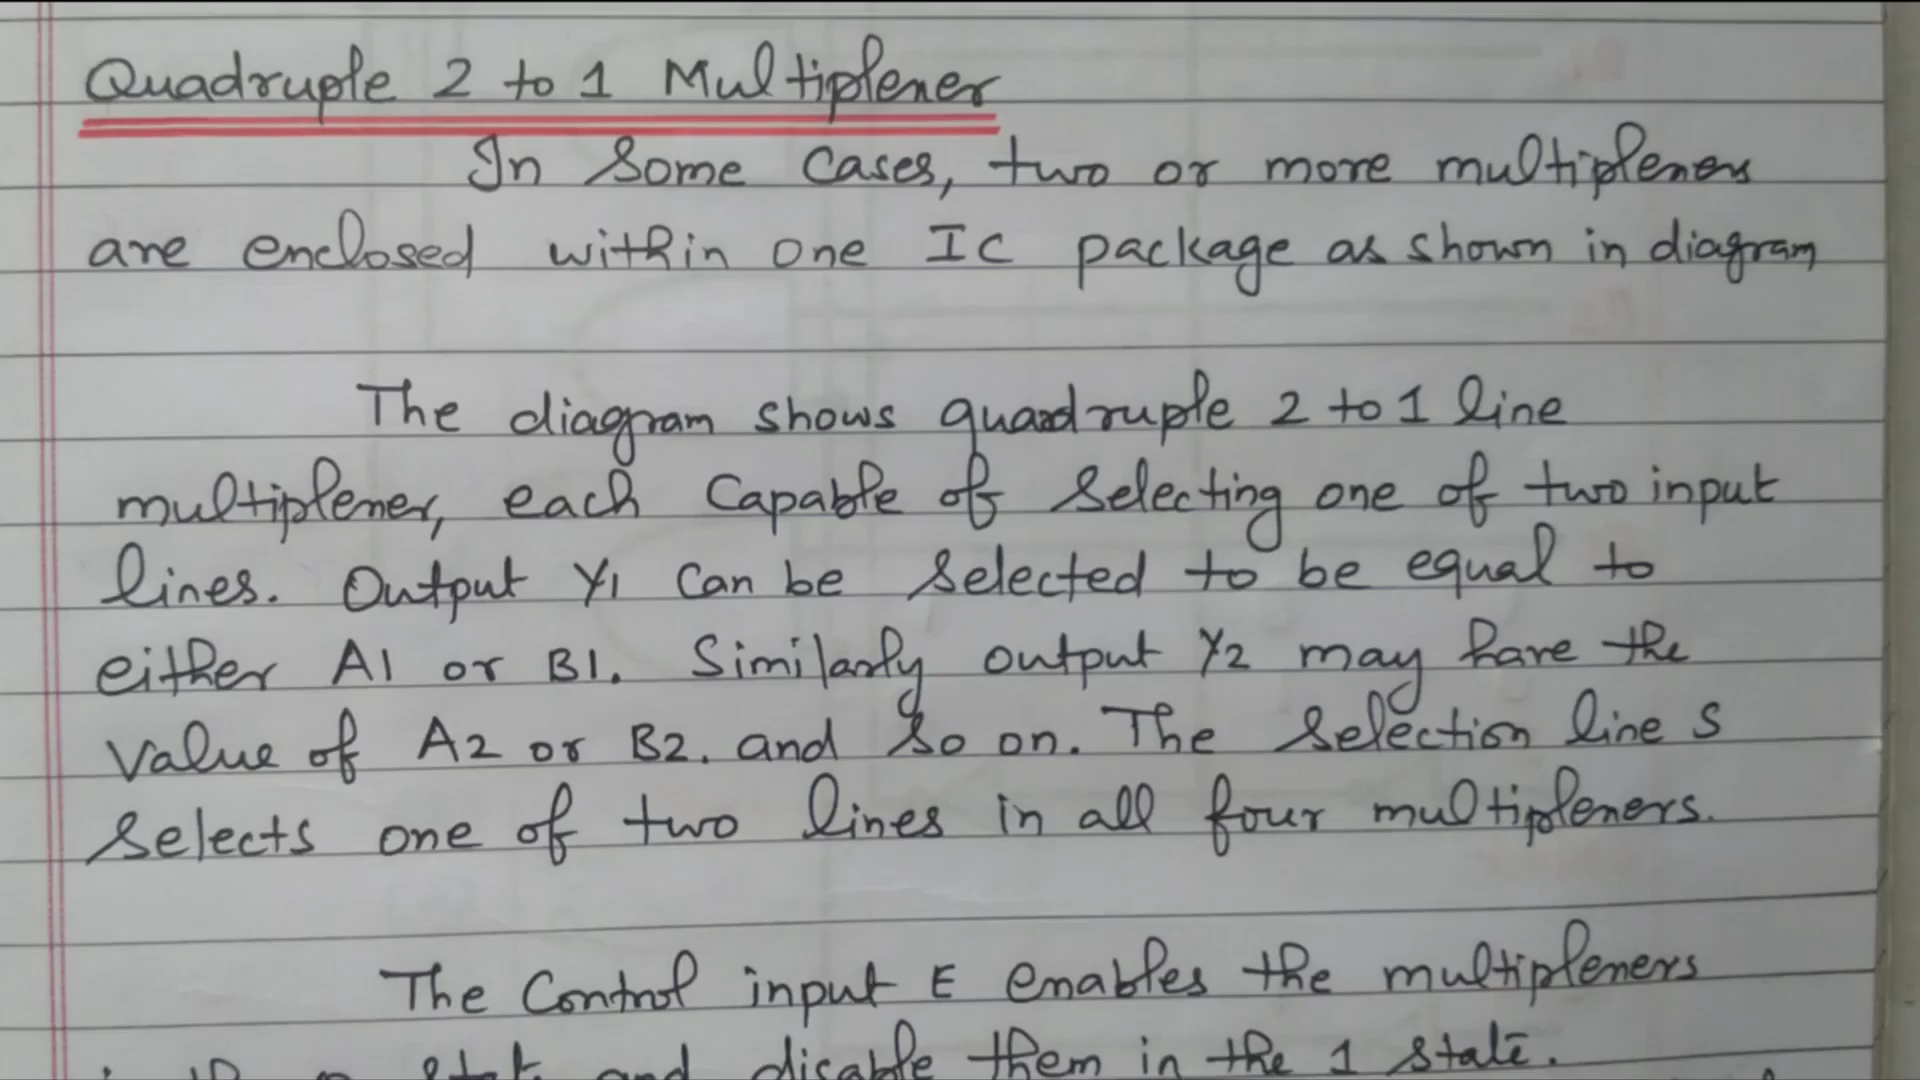 Quadruple 2 to 1 Multiplexer
In Some Cases, two or more multiplexers
are enclosed within one IC package as shown in diagram
The diagram shows quadruple 2 to 1 line
multiplexer, each Capable of Selecting one of two input
lines. Output Y1 Can be Selected to be equal to
either A1 or B1. Similarly output Y2 may have the
Value of A2 or B2. and So on. The Selection line S
Selects one of two lines in all four multiplexers.
The Control input E enables the multiplexers
and disable them in the 1 state.